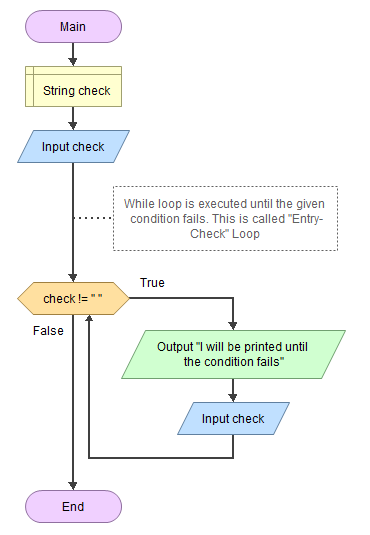 Main
String check
Input check
While loop is executed until the given
condition fails. This is called "Entry-
Check" Loop
check != " "
True
False
Output "I will be printed until
the condition fails"
Input check
End